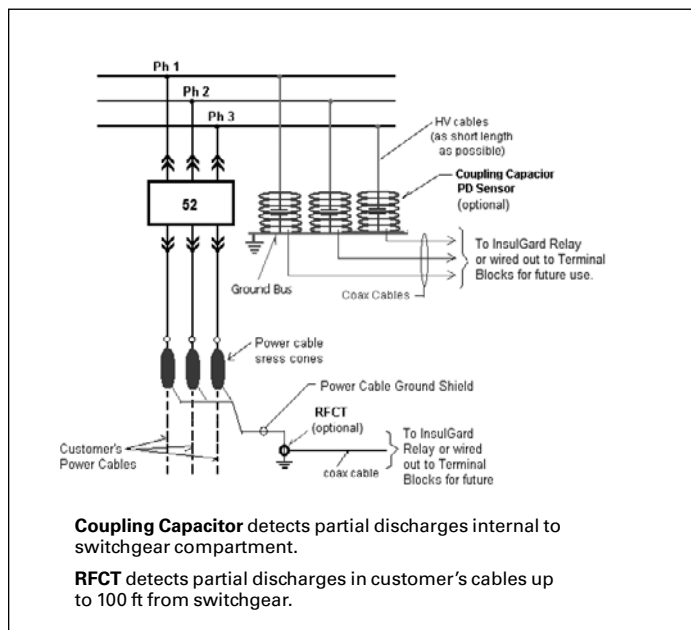 Ph 1
Ph 2
Ph 3
HV cables
(as short length
as possible)
Coupling Capacior
PD Sensor
(optional)
52
To InsulGard Relay
or wired out to Terminal
Blocks for future use.
Ground Bus
Coax Cables
Power cable
sress cones
Power Cable Ground Shield
RFCT
(optional)
To InsulGard
Relay or wired
out to Terminal
Blocks for future
Customer's
Power Cables
coax cable
Coupling Capacitor detects partial discharges internal to
switchgear compartment.
RFCT detects partial discharges in customer's cables up
to 100 ft from switchgear.